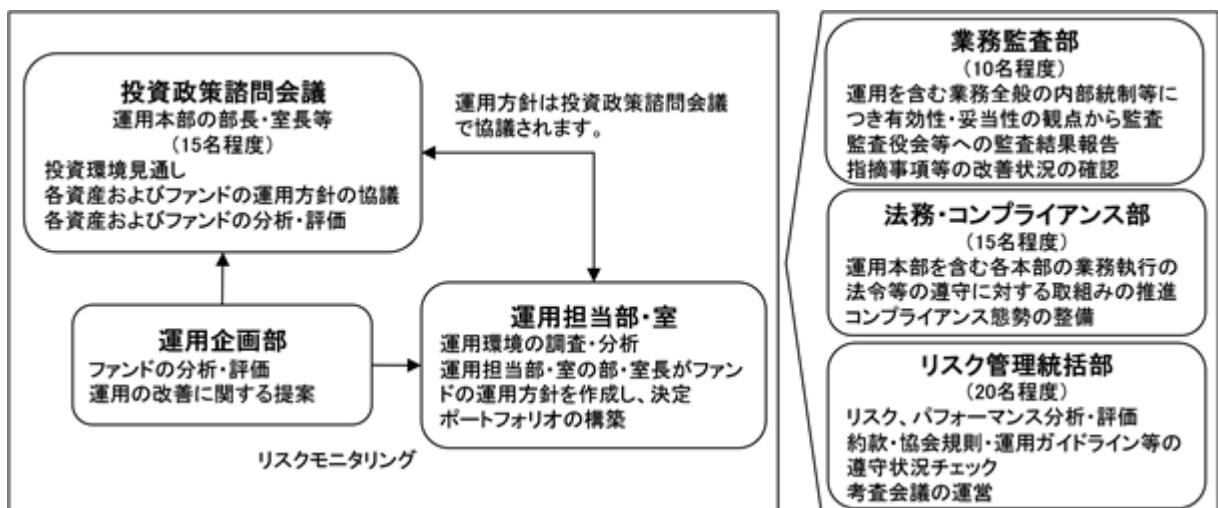 投資政策諮問会議
運用本部の部長・室長等
(15名程度)
投資環境見通し
各資産およびファンドの運用方針の協議
各資産およびファンドの分析・評価
運用方針は投資政策諮問会議
で協議されます。
運用企画部
ファンドの分析・評価
運用の改善に関する提案
運用担当部・室
運用環境の調査・分析
運用担当部・室の部・室長がファン
ドの運用方針を作成し、決定
ポートフォリオの構築
リスクモニタリング
業務監査部
(10名程度)
運用を含む業務全般の内部統制等に
つき有効性・妥当性の観点から監査
監査役会等への監査結果報告
指摘事項等の改善状況の確認
法務・コンプライアンス部
(15名程度)
運用本部を含む各本部の業務執行の
法令等の遵守に対する取組みの推進
コンプライアンス態勢の整備
リスク管理統括部
(20名程度)
リスク、パフォーマンス分析・評価
約款・協会規則・運用ガイドライン等の
遵守状況チェック
考査会議の運営